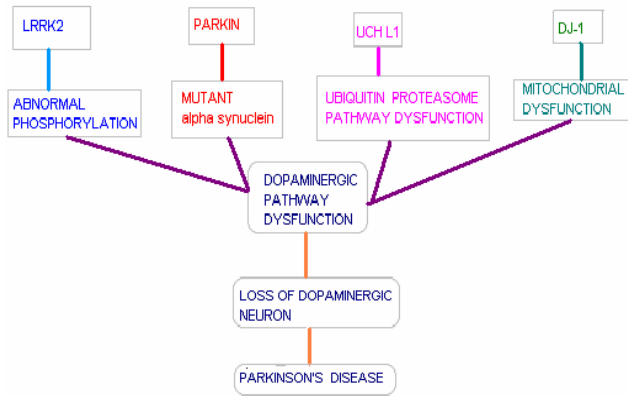 LRRK2
PARKIN
UCH L1
DJ-1
ABNORMAL
PHOSPHORYLATION
MUTANT
alpha synuclein
UBIQUITIN PROTEASOME
PATHWAY DYSFUNCTION
MITOCHONDRIAL
DYSFUNCTION
DOPAMINERGIC
PATHWAY
DYSFUNCTION
LOSS OF DOPAMINERGIC
NEURON
PARKINSON'S DISEASE